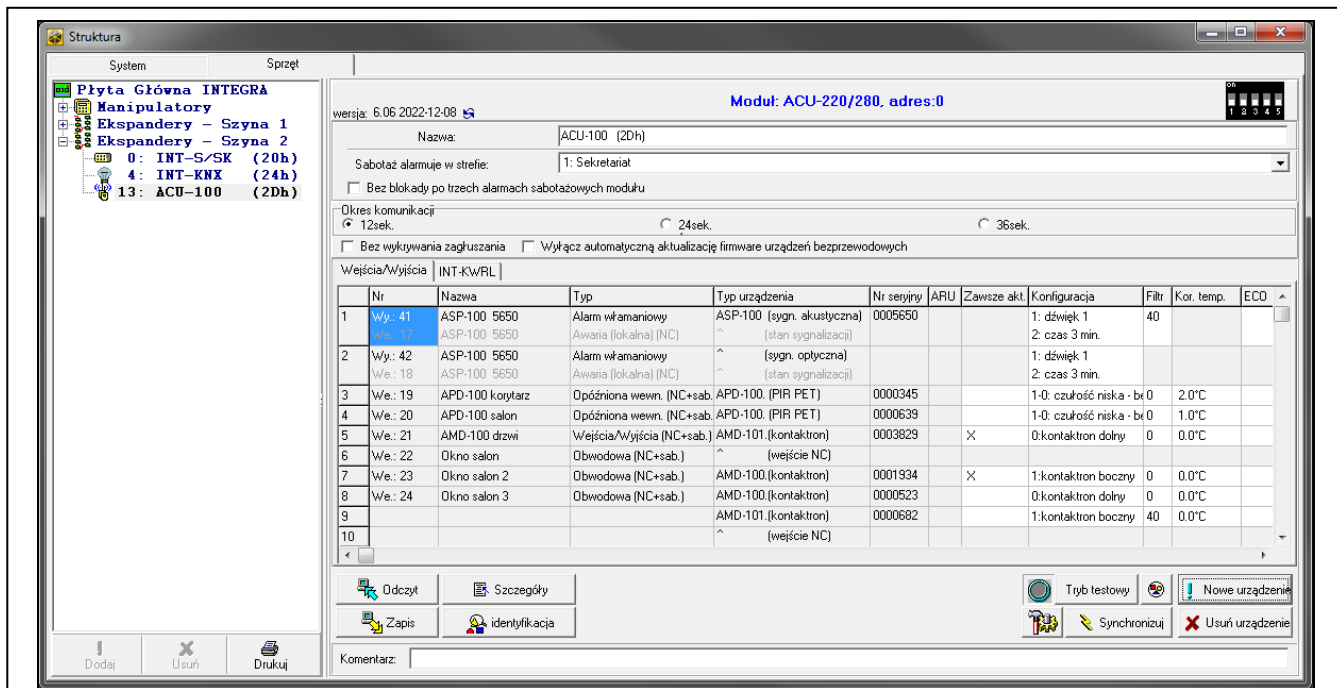 Struktura
System Sprzęt
Płyta Główna INTEGRA
Manipulatory
Ekspandery - Szyna 1
Ekspandery - Szyna 2
0: INT-S/SK (20h)
4: INT-KNX (24h)
13: ACU-100 (2Dh)
wersja: 6.06 2022-12-08
Moduł: ACU-220/280, adres:0
on
1 2 3 4 5
Nazwa: ACU-100 (2Dh)
Sabotaż alarmuje w strefie: 1: Sekretariat
Bez blokady po trzech alarmach sabotażowych modułu
Okres komunikacji
12sek. 24sek. 36sek.
Bez wykrywania zagłuszania Wyłącz automatyczną aktualizację firmware urządzeń bezprzewodowych
Wejścia/Wyjścia INT-KWRL
Nr Nazwa Typ Typ urządzenia Nr seryjny ARU Zawsze akt. Konfiguracja Filtr Kor. temp. ECO
1 Wy.: 41 ASP-100 5650 Alarm włamaniowy ASP-100 (sygn. akustyczna) 0005650 1: dźwięk 1 40
We.: 17 ASP-100 5650 Awaria (lokalna) (NC) ^ (stan sygnalizacji) 2: czas 3 min.
2 Wy.: 42 ASP-100 5650 Alarm włamaniowy ^ (sygn. optyczna) 1: dźwięk 1
We.: 18 ASP-100 5650 Awaria (lokalna) (NC) ^ (stan sygnalizacji) 2: czas 3 min.
3 We.: 19 APD-100 korytarz Opóźniona wewn. (NC+sab. APD-100. (PIR PET) 0000345 1-0: czułość niska - be 0 2.0°C
4 We.: 20 APD-100 salon Opóźniona wewn. (NC+sab. APD-100. (PIR PET) 0000639 1-0: czułość niska - be 0 1.0°C
5 We.: 21 AMD-100 drzwi Wejścia/Wyjścia (NC+sab.) AMD-101.(kontaktron) 0003829 X 0:kontaktron dolny 0 0.0°C
6 We.: 22 Okno salon Obwodowa (NC+sab.) ^ (wejście NC)
7 We.: 23 Okno salon 2 Obwodowa (NC+sab.) AMD-100.(kontaktron) 0001934 X 1:kontaktron boczny 0 0.0°C
8 We.: 24 Okno salon 3 Obwodowa (NC+sab.) AMD-100.(kontaktron) 0000523 0:kontaktron dolny 0 0.0°C
9 AMD-101.(kontaktron) 0000682 1:kontaktron boczny 40 0.0°C
10 ^ (wejście NC)
Odczyt Szczegóły Tryb testowy Nowe urządzenie
Zapis identyfikacja Synchronizuj Usuń urządzenie
Dodaj Usuń Drukuj
Komentarz: